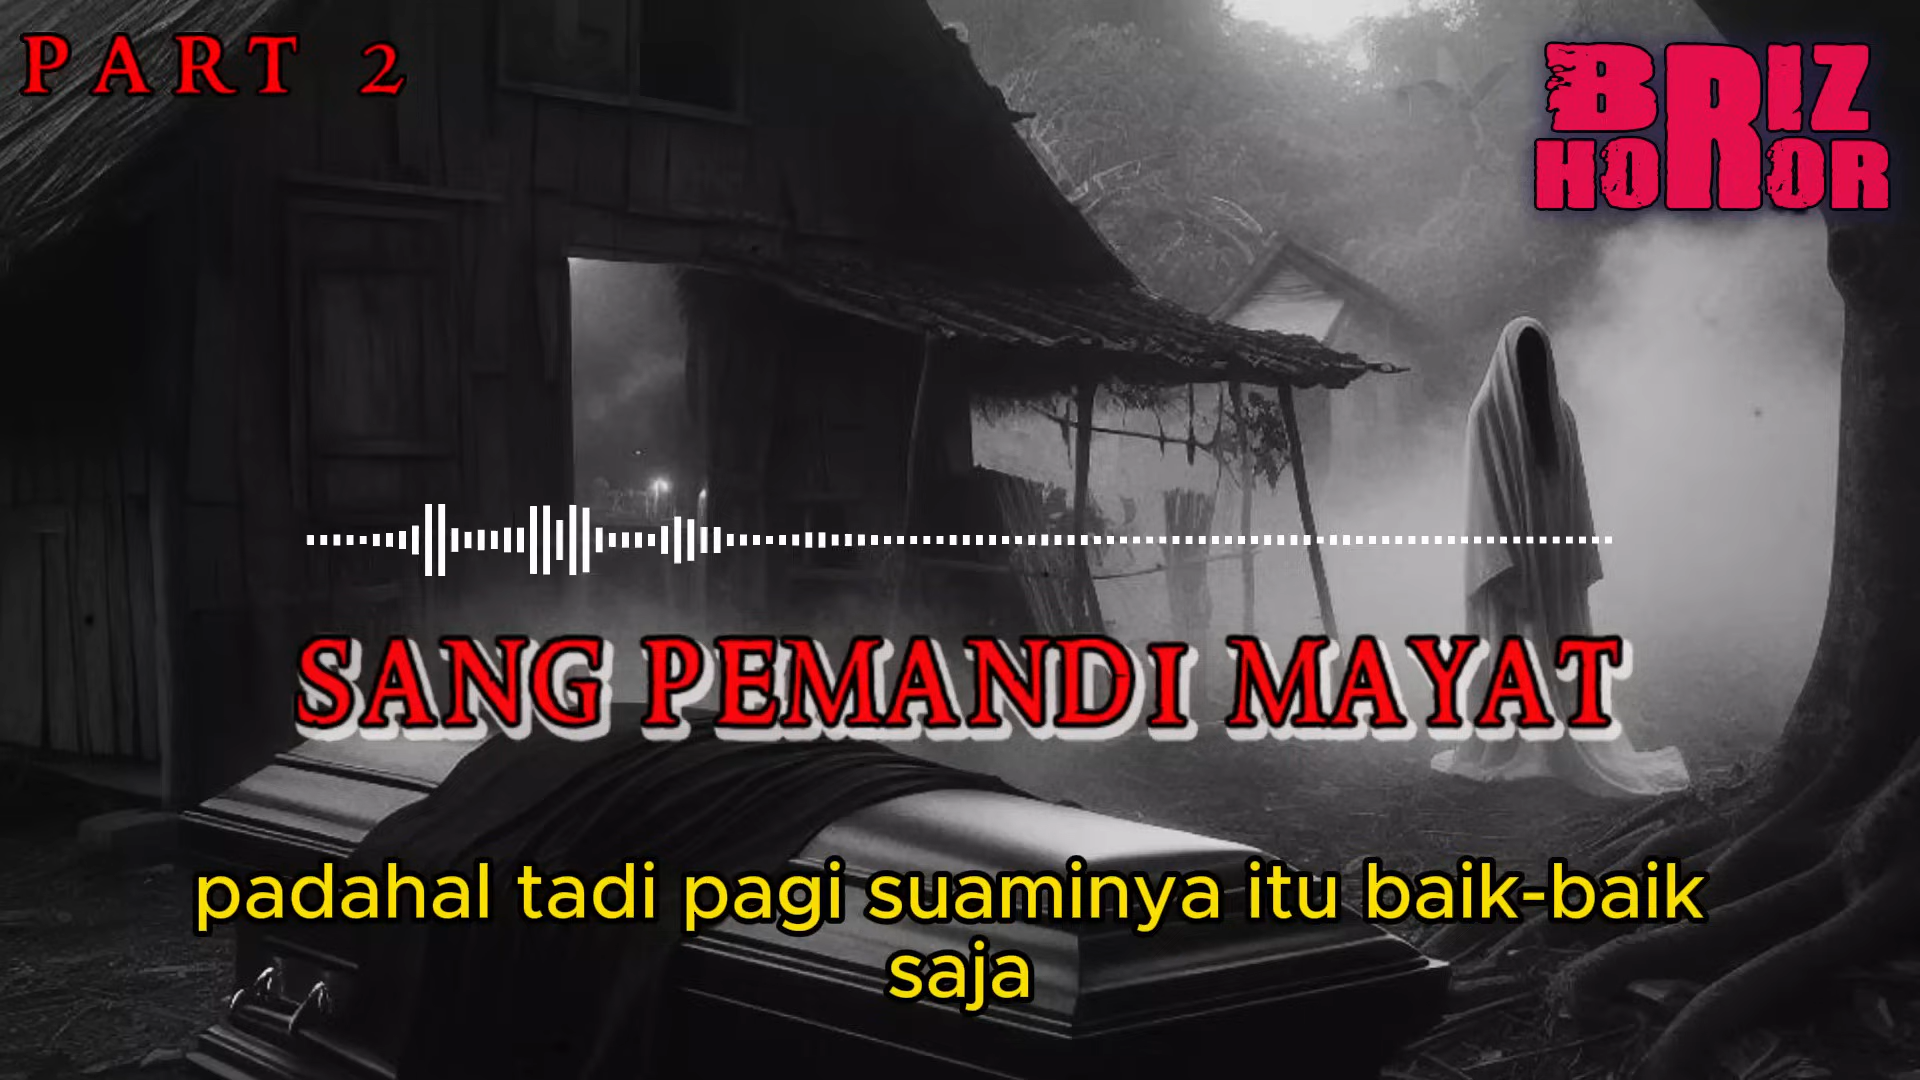 PART 2
BRIZ
HORROR
SANG PEMANDI MAYAT
padahal tadi pagi suaminya itu baik-baik
saja